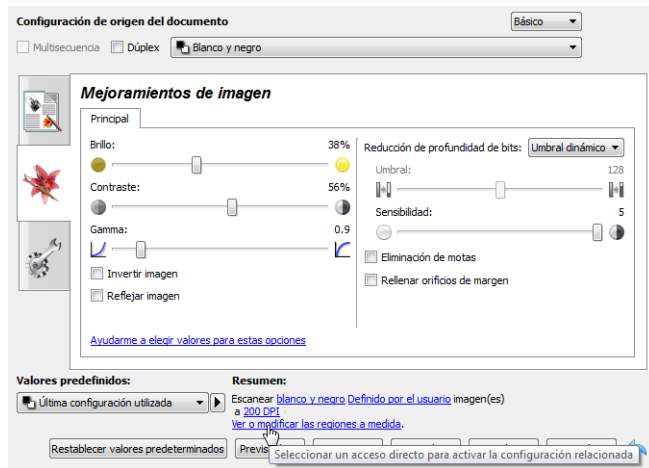 Configuración de origen del documento
Básico
Multisecuencia
Dúplex
Blanco y negro
Mejoramientos de imagen
Principal
Brillo:
38%
Contraste:
56%
Gamma:
0.9
Invertir imagen
Reflejar imagen
Ayudarme a elegir valores para estas opciones
Reducción de profundidad de bits:
Umbral dinámico
Umbral:
128
Sensibilidad:
5
Eliminación de motas
Rellenar orificios de margen
Valores predefinidos:
Última configuración utilizada
Resumen:
Escanear blanco y negro Definido por el usuario imagen(es)
a 200 DPI
Ver o modificar las regiones a medida.
Restablecer valores predeterminados
Seleccionar un acceso directo para activar la configuración relacionada